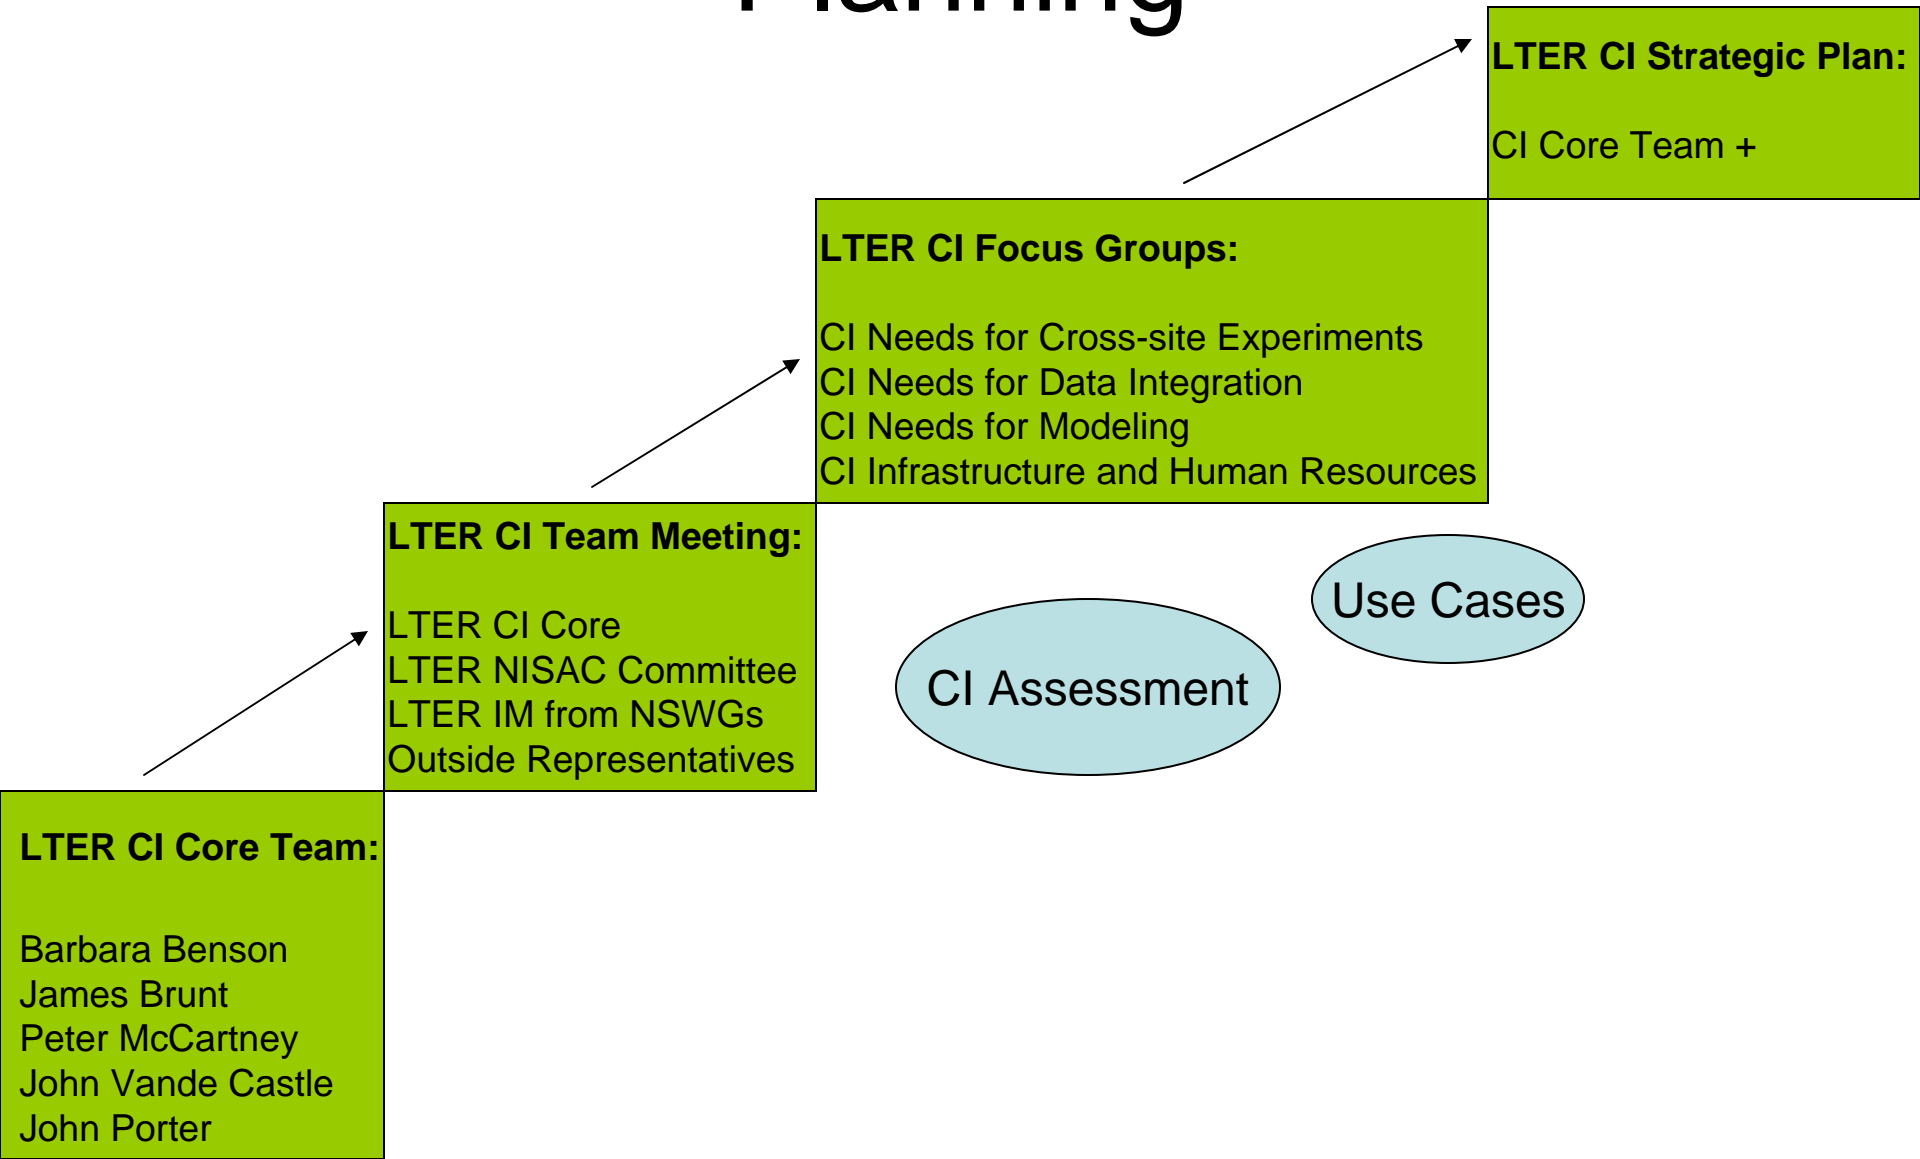 Planning
LTER CI Strategic Plan:
CI Core Team +
LTER CI Focus Groups:
CI Needs for Cross-site Experiments
CI Needs for Data Integration
CI Needs for Modeling
CI Infrastructure and Human Resources
LTER CI Team Meeting:
LTER CI Core
LTER NISAC Committee
LTER IM from NSWGs
Outside Representatives
Use Cases
CI Assessment
LTER CI Core Team:
Barbara Benson
James Brunt
Peter McCartney
John Vande Castle
John Porter